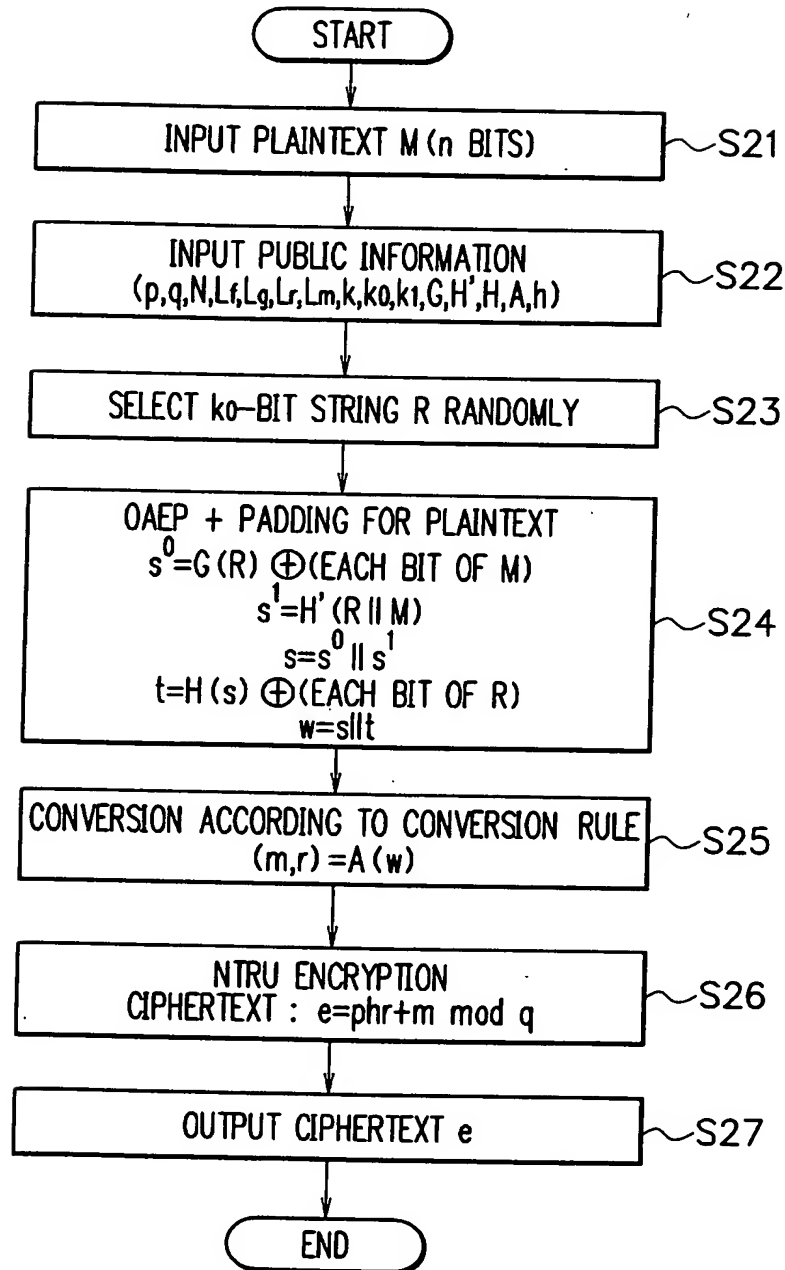 START
INPUT PLAINTEXT M (n BITS)
S21
INPUT PUBLIC INFORMATION
(p,q,N,Lf,Lg,Lr,Lm,k,k0,k1,G,H',H,A,h)
S22
SELECT k0-BIT STRING R RANDOMLY
S23
OAEP + PADDING FOR PLAINTEXT
s⁰=G(R) ⊕(EACH BIT OF M)
s¹=H'(R||M)
s=s⁰||s¹
t=H(s) ⊕(EACH BIT OF R)
w=s||t
S24
CONVERSION ACCORDING TO CONVERSION RULE
(m,r)=A(w)
S25
NTRU ENCRYPTION
CIPHERTEXT : e=phr+m mod q
S26
OUTPUT CIPHERTEXT e
S27
END